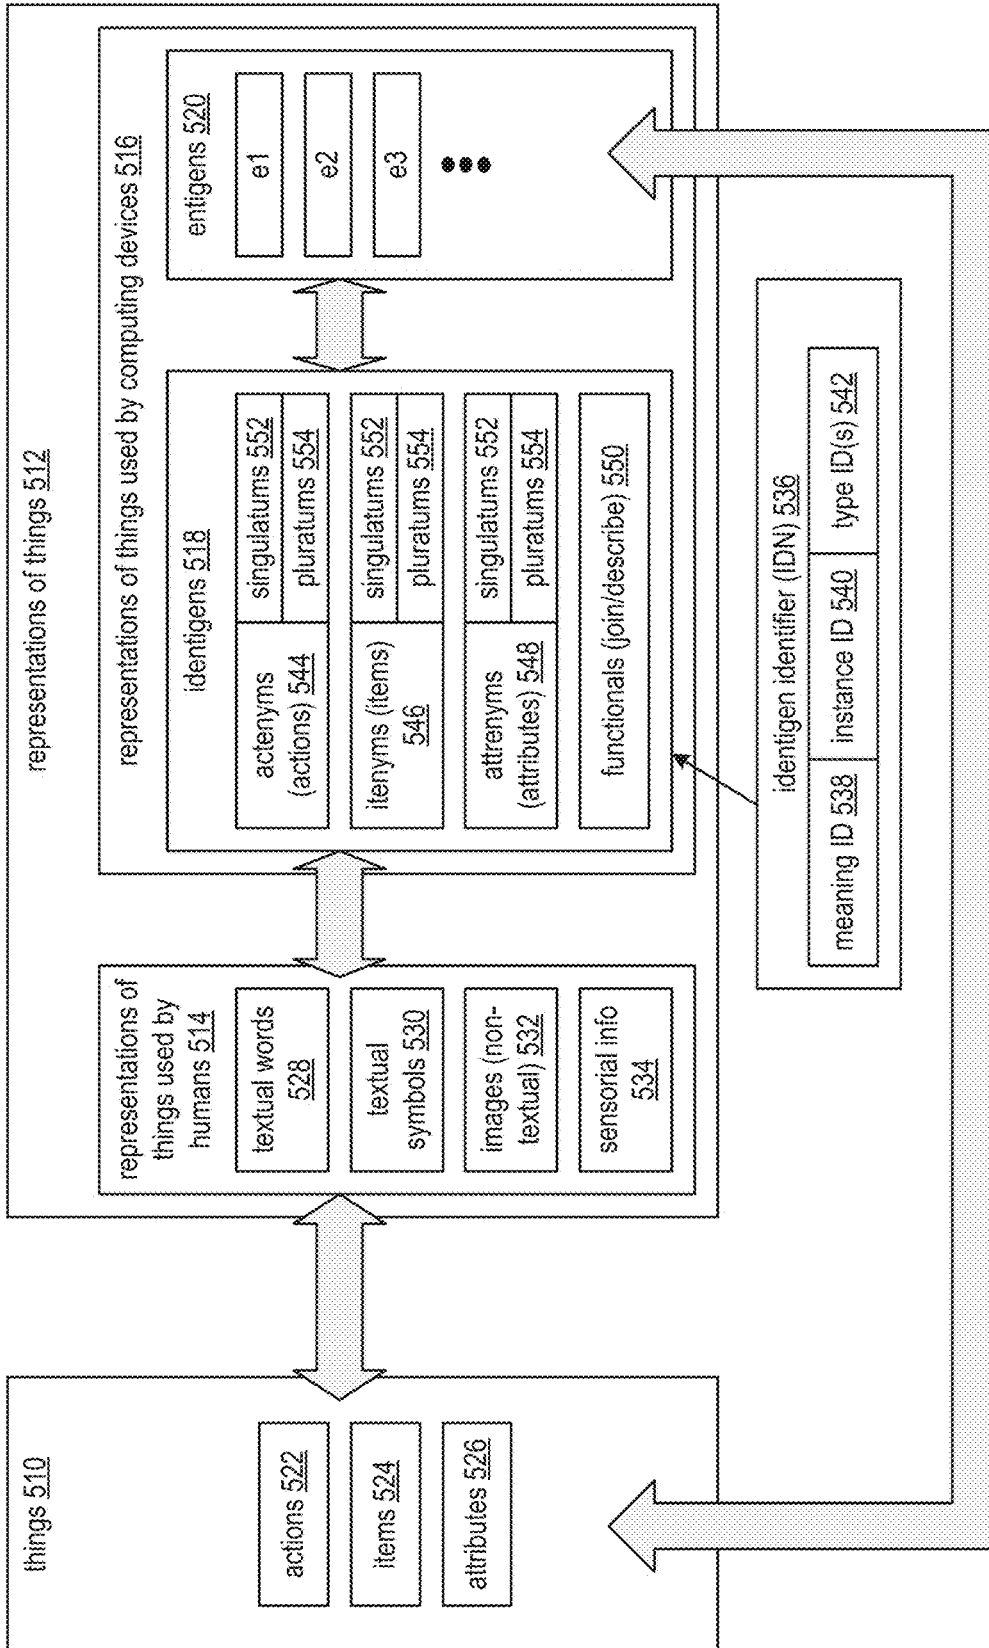 things 510
actions 522
items 524
attributes 526
representations of things 512
representations of
things used by
humans 514
textual words
528
textual
symbols 530
images (non-
textual) 532
sensorial info
534
representations of things used by computing devices 516
identigens 518
actenyms
(actions) 544
singulatums 552
pluratums 554
itenyms (items)
546
singulatums 552
pluratums 554
attrenyms
(attributes) 548
singulatums 552
pluratums 554
functionals (join/describe) 550
entigens 520
e1
e2
e3
identigen identifier (IDN) 536
meaning ID 538
instance ID 540
type ID(s) 542